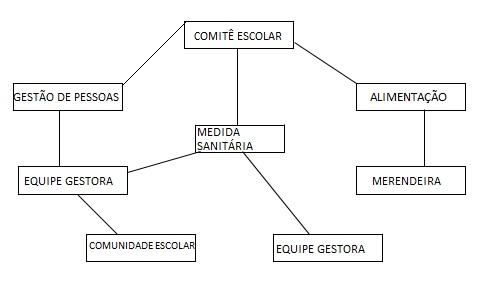 COMITÊ ESCOLAR
GESTÃO DE PESSOAS
ALIMENTAÇÃO
MEDIDA
SANITÁRIA
EQUIPE GESTORA
MERENDEIRA
COMUNIDADE ESCOLAR
EQUIPE GESTORA